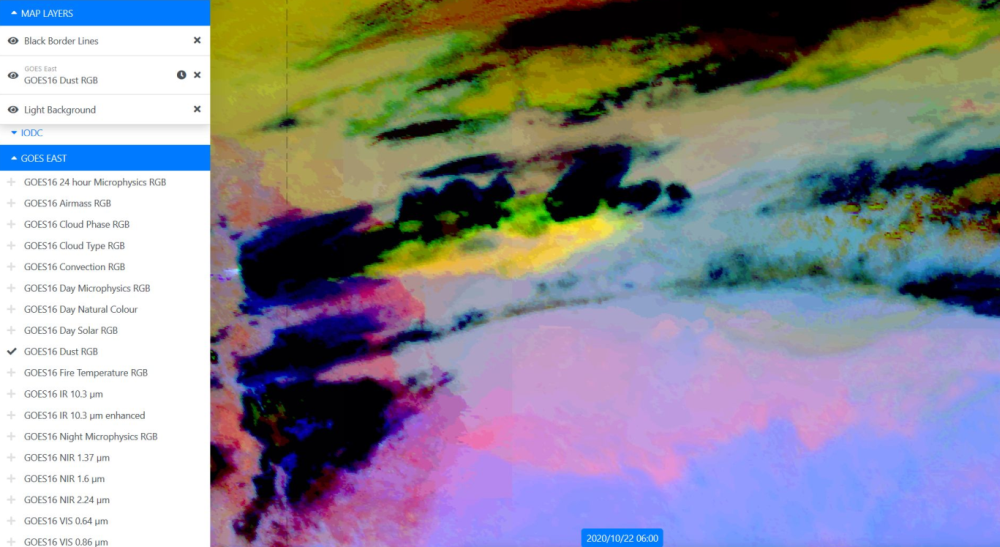 MAP LAYERS
Black Border Lines
GOES East
GOES16 Dust RGB
Light Background
IODC
GOES EAST
GOES16 24 hour Microphysics RGB
GOES16 Airmass RGB
GOES16 Cloud Phase RGB
GOES16 Cloud Type RGB
GOES16 Convection RGB
GOES16 Day Microphysics RGB
GOES16 Day Natural Colour
GOES16 Day Solar RGB
GOES16 Dust RGB
GOES16 Fire Temperature RGB
GOES16 IR 10.3 µm
GOES16 IR 10.3 µm enhanced
GOES16 Night Microphysics RGB
GOES16 NIR 1.37 µm
GOES16 NIR 1.6 µm
GOES16 NIR 2.24 µm
GOES16 VIS 0.64 µm
GOES16 VIS 0.86 µm
2020/10/22 06:00